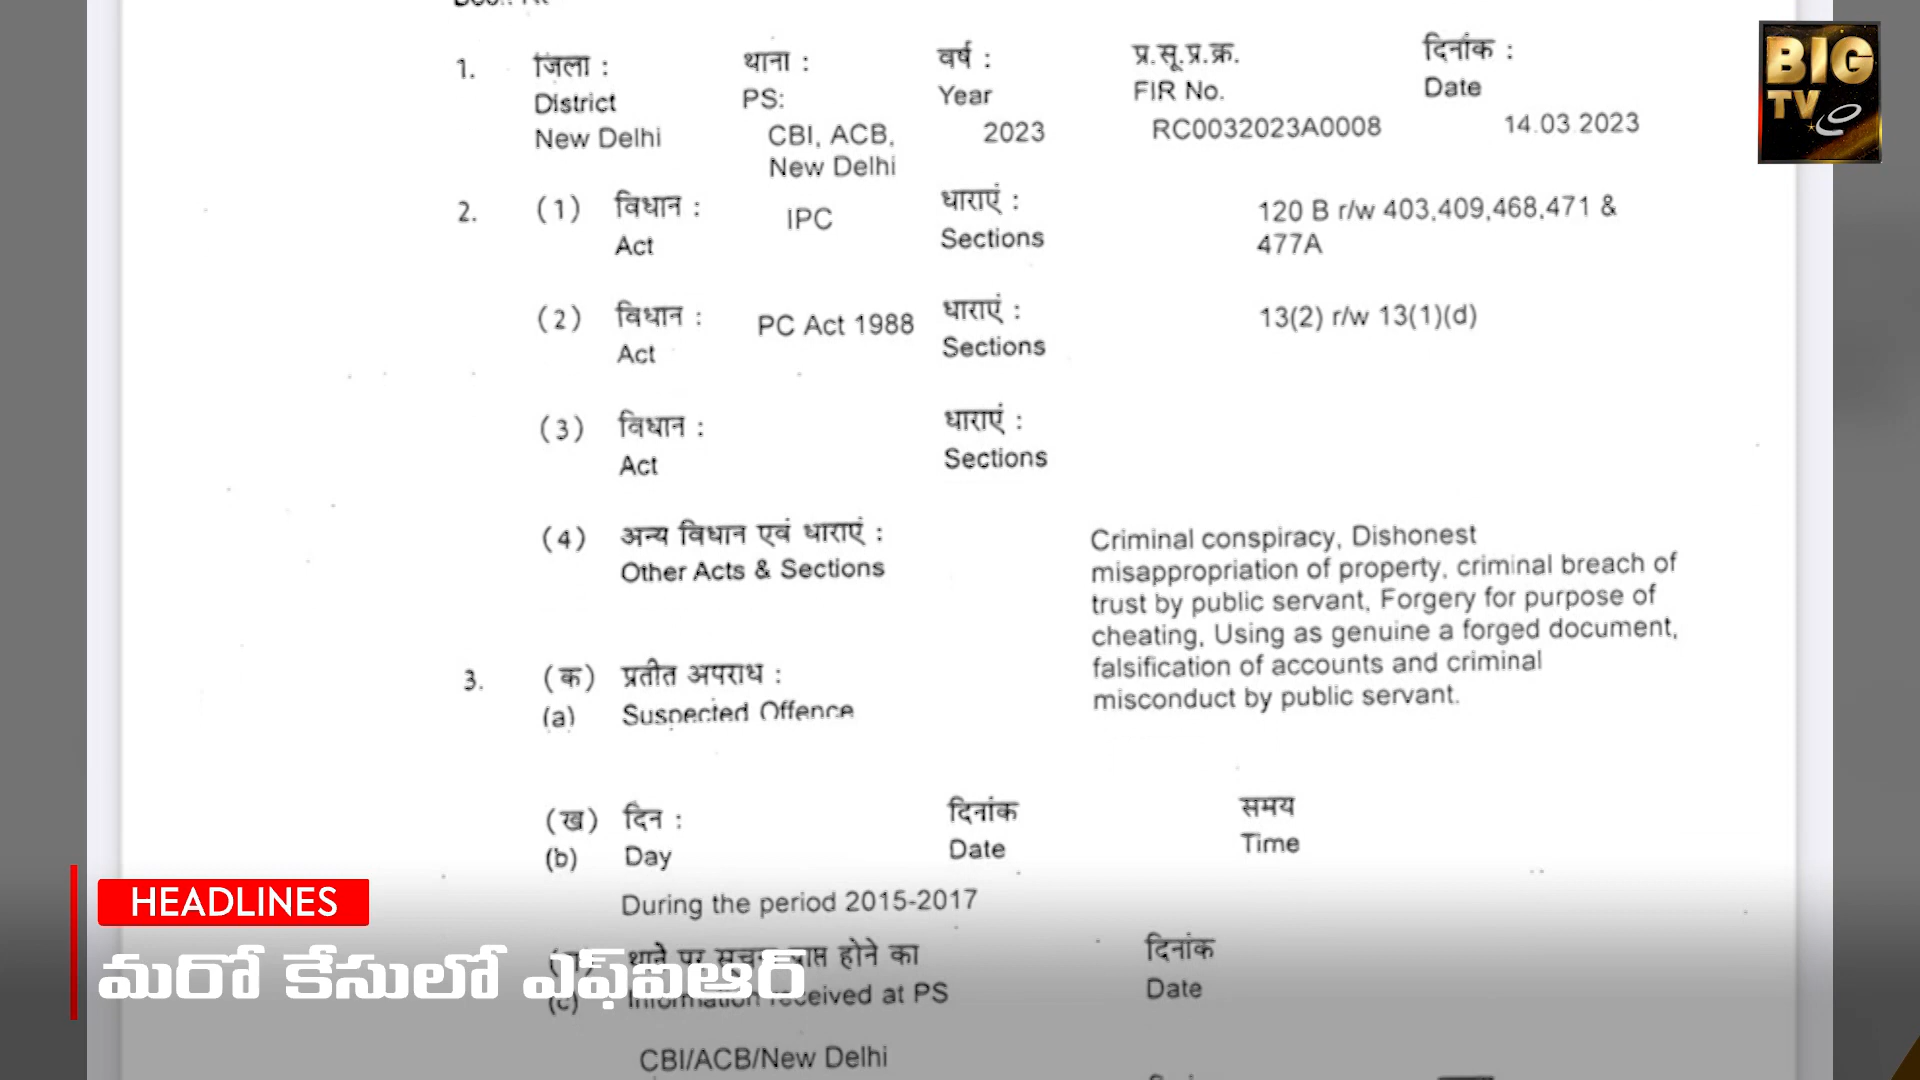 1. जिला : थाना : वर्ष : प्र.सू.प्र.क्र. दिनांक :
District PS: Year FIR No. Date
New Delhi CBI, ACB, New Delhi 2023 RC0032023A0008 14.03.2023
2. (1) विधान : IPC धाराएं : 120 B r/w 403,409,468,471 &
Act Sections 477A
(2) विधान : PC Act 1988 धाराएं : 13(2) r/w 13(1)(d)
Act Sections
(3) विधान : धाराएं :
Act Sections
(4) अन्य विधान एवं धाराएं :
Other Acts & Sections
Criminal conspiracy, Dishonest
misappropriation of property, criminal breach of
trust by public servant, Forgery for purpose of
cheating, Using as genuine a forged document,
falsification of accounts and criminal
misconduct by public servant.
3. (क) प्रतीत अपराध :
(a) Suspected Offence
(ख) दिन : दिनांक समय
(b) Day Date Time
During the period 2015-2017
थाने पर होने का दिनांक
(c) Information received at PS Date
CBI/ACB/New Delhi
BIG
TV
HEADLINES
మరో కేసులో ఎఫ్ఐఆర్